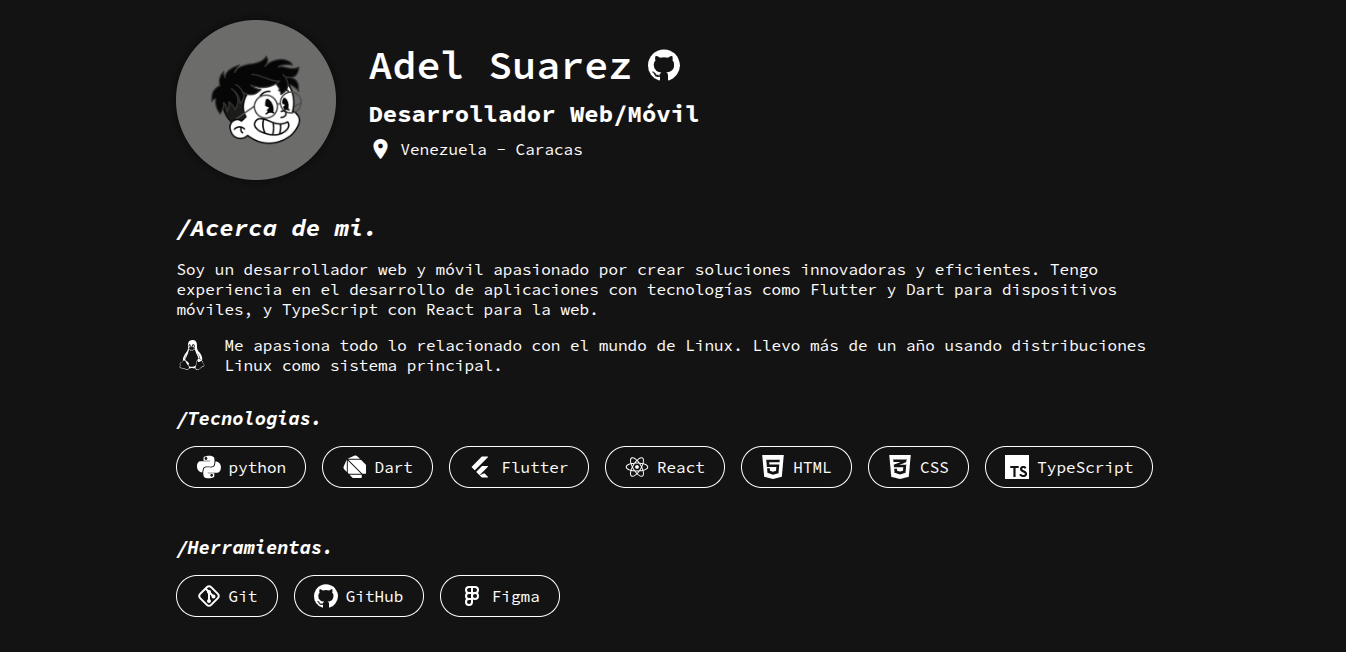 Adel Suarez
Desarrollador Web/Móvil
Venezuela - Caracas
/Acerca de mi.
Soy un desarrollador web y móvil apasionado por crear soluciones innovadoras y eficientes. Tengo
experiencia en el desarrollo de aplicaciones con tecnologías como Flutter y Dart para dispositivos
móviles, y TypeScript con React para la web.
Me apasiona todo lo relacionado con el mundo de Linux. Llevo más de un año usando distribuciones
Linux como sistema principal.
/Tecnologias.
python Dart Flutter React HTML CSS TS TypeScript
/Herramientas.
Git GitHub Figma